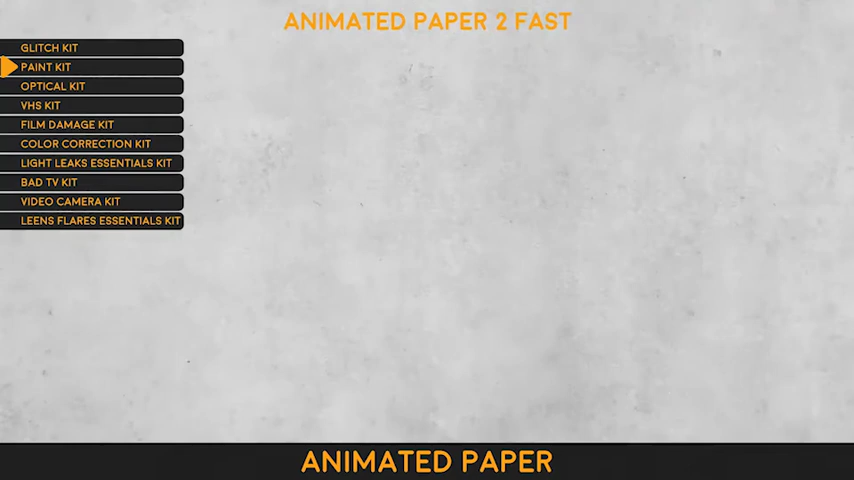 ANIMATED PAPER 2 FAST
GLITCH KIT
PAINT KIT
OPTICAL KIT
VHS KIT
FILM DAMAGE KIT
COLOR CORRECTION KIT
LIGHT LEAKS ESSENTIALS KIT
BAD TV KIT
VIDEO CAMERA KIT
LEENS FLARES ESSENTIALS KIT
ANIMATED PAPER